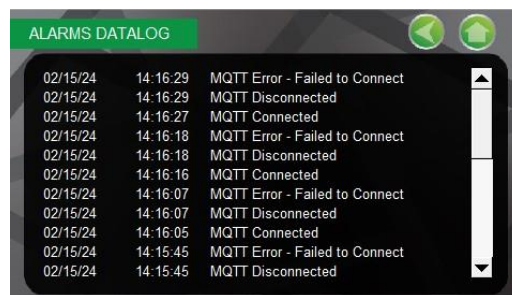 ALARMS DATALOG
02/15/24 14:16:29 MQTT Error - Failed to Connect
02/15/24 14:16:29 MQTT Disconnected
02/15/24 14:16:27 MQTT Connected
02/15/24 14:16:18 MQTT Error - Failed to Connect
02/15/24 14:16:18 MQTT Disconnected
02/15/24 14:16:16 MQTT Connected
02/15/24 14:16:07 MQTT Error - Failed to Connect
02/15/24 14:16:07 MQTT Disconnected
02/15/24 14:16:05 MQTT Connected
02/15/24 14:15:45 MQTT Error - Failed to Connect
02/15/24 14:15:45 MQTT Disconnected